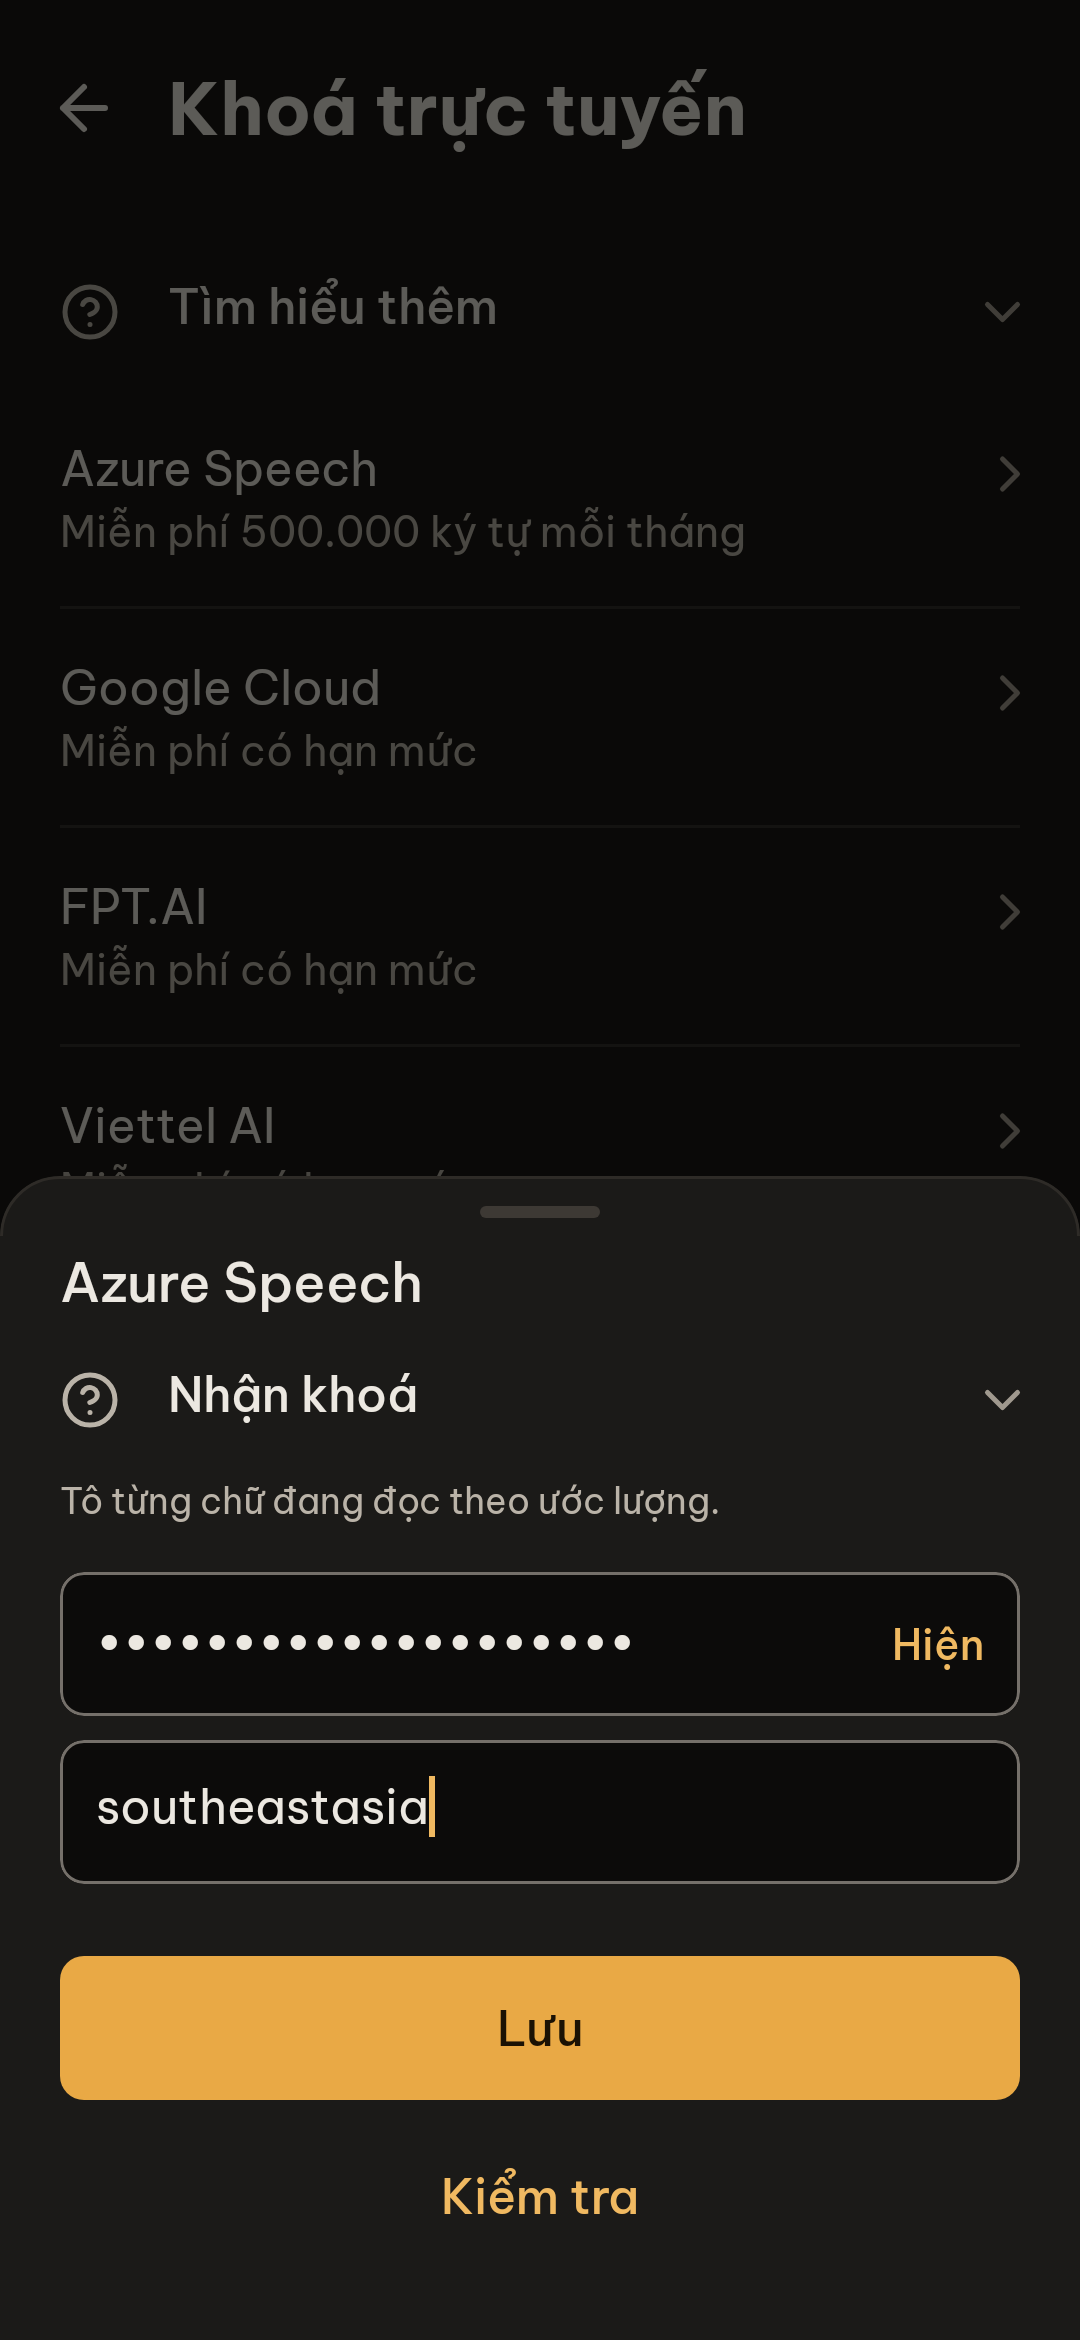 Khoá trực tuyến
Tìm hiểu thêm
Azure Speech
Miễn phí 500.000 ký tự mỗi tháng
Google Cloud
Miễn phí có hạn mức
FPT.AI
Miễn phí có hạn mức
Viettel AI
Azure Speech
Nhận khoá
Tô từng chữ đang đọc theo ước lượng.
••••••••••••••••••••
Hiện
southeastasia
Lưu
Kiểm tra